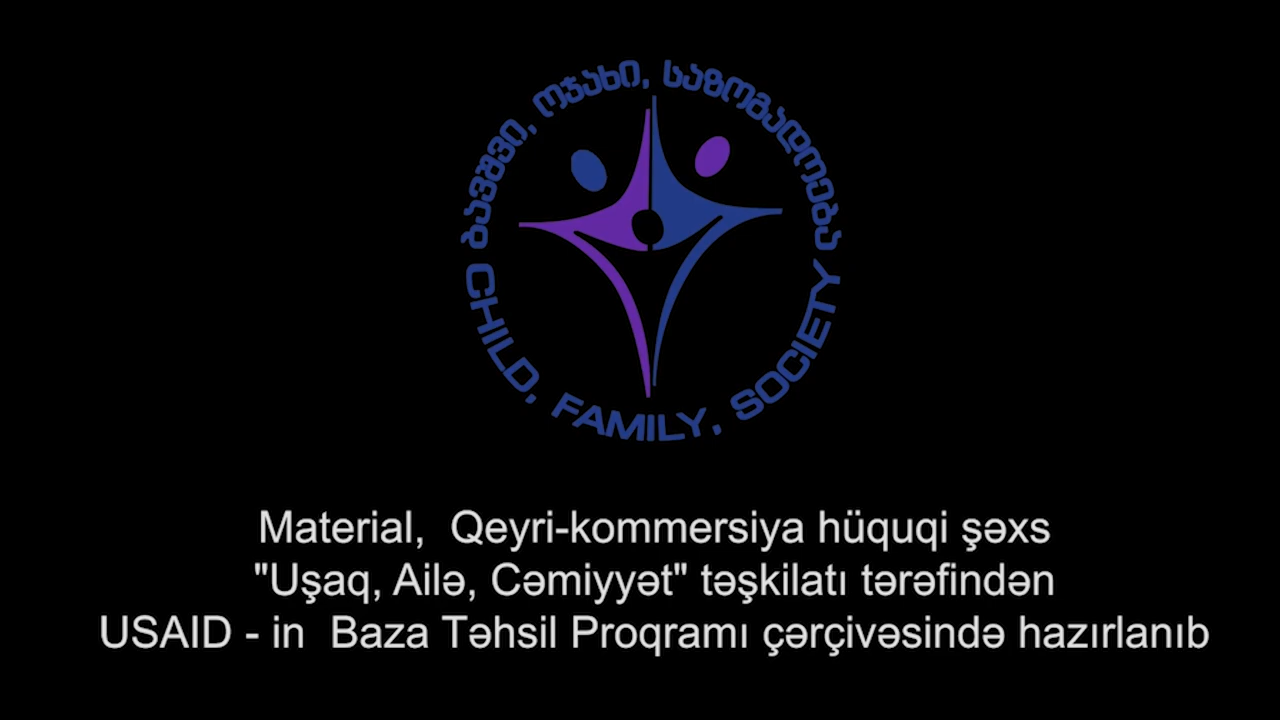 ბავშვი, ოჯახი, საზოგადოება
CHILD, FAMILY, SOCIETY
Material,  Qeyri-kommersiya hüquqi şəxs
"Uşaq, Ailə, Cəmiyyət" təşkilatı tərəfindən
USAID - in  Baza Təhsil Proqramı çərçivəsində hazırlanıb